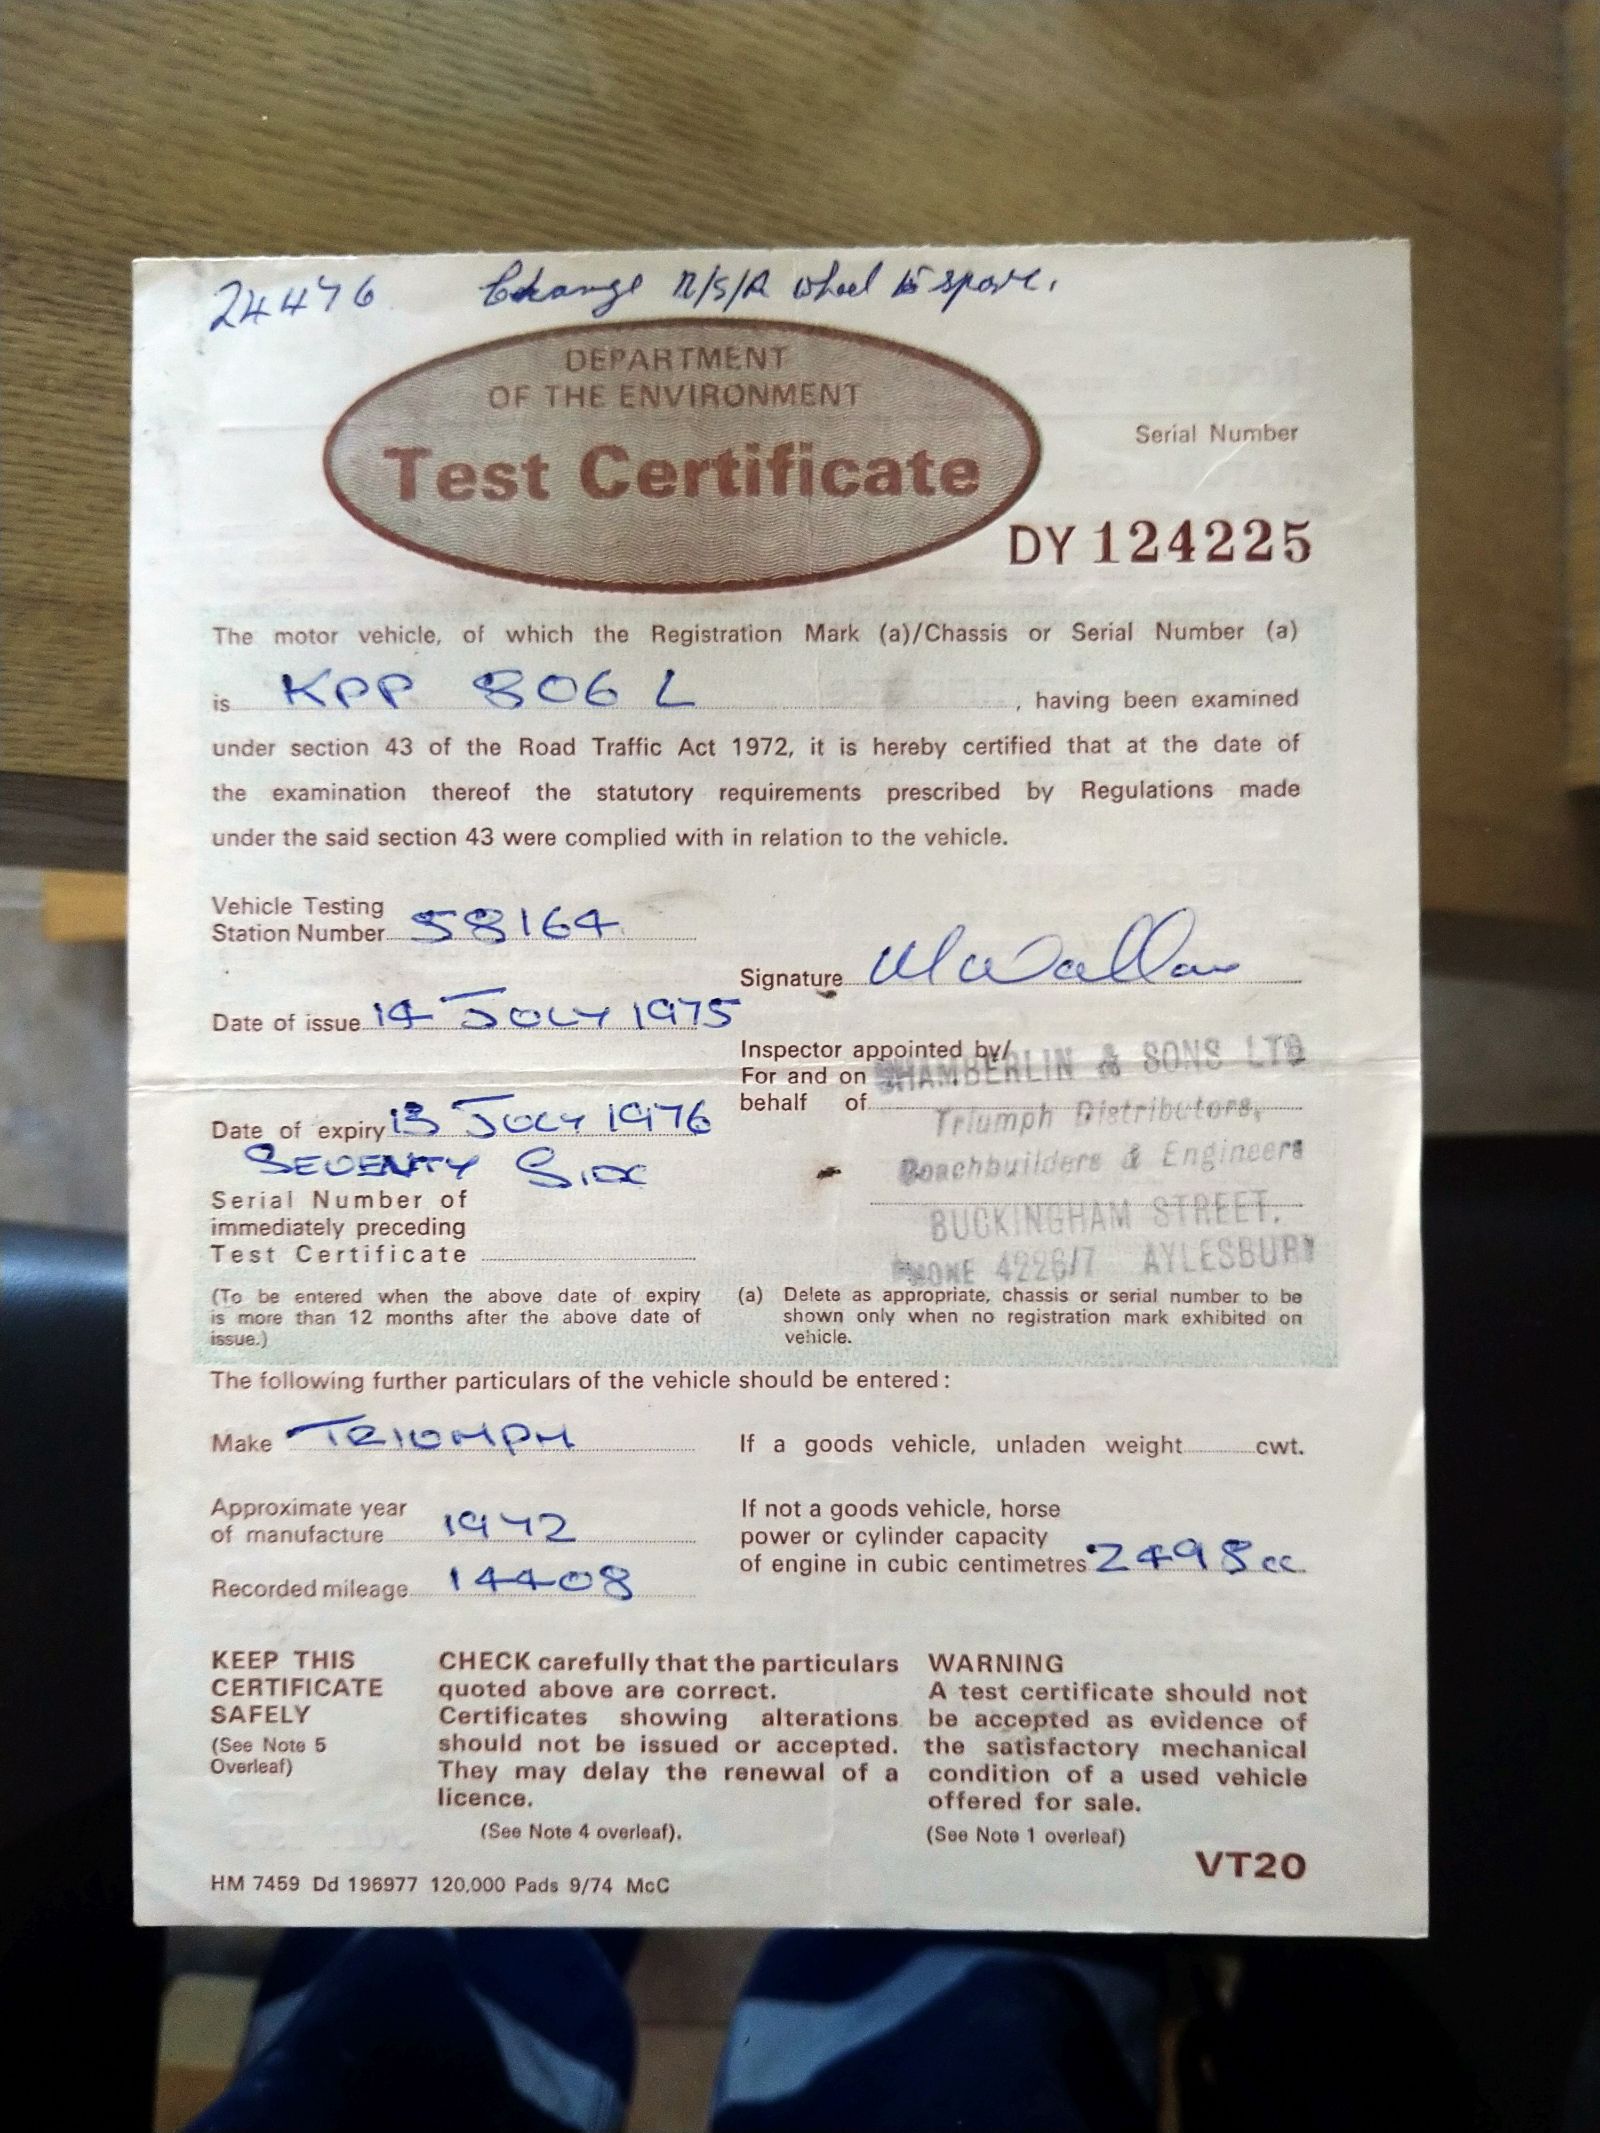 24476 Change N/S/R wheel to spare.
DEPARTMENT
OF THE ENVIRONMENT
Test Certificate
Serial Number
DY 124225
The motor vehicle, of which the Registration Mark (a)/Chassis or Serial Number (a)
is KPP 806 L , having been examined
under section 43 of the Road Traffic Act 1972, it is hereby certified that at the date of
the examination thereof the statutory requirements prescribed by Regulations made
under the said section 43 were complied with in relation to the vehicle.
Vehicle Testing
Station Number 58164
Signature
Date of issue 14 JULY 1975
Inspector appointed by/
For and on
behalf of
CHAMBERLIN & SONS LTD
Triumph Distributors,
Coachbuilders & Engineers
BUCKINGHAM STREET.
PHONE 4226/7 AYLESBURY
Date of expiry 13 JULY 1976
SEVENTY SIX
Serial Number of
immediately preceding
Test Certificate
(To be entered when the above date of expiry
is more than 12 months after the above date of
issue.)
(a) Delete as appropriate, chassis or serial number to be
shown only when no registration mark exhibited on
vehicle.
The following further particulars of the vehicle should be entered:
Make TRIUMPH
If a goods vehicle, unladen weight cwt.
Approximate year
of manufacture 1972
Recorded mileage 14408
If not a goods vehicle, horse
power or cylinder capacity
of engine in cubic centimetres 2498cc
KEEP THIS
CERTIFICATE
SAFELY
(See Note 5
Overleaf)
CHECK carefully that the particulars
quoted above are correct.
Certificates showing alterations
should not be issued or accepted.
They may delay the renewal of a
licence.
(See Note 4 overleaf).
WARNING
A test certificate should not
be accepted as evidence of
the satisfactory mechanical
condition of a used vehicle
offered for sale.
(See Note 1 overleaf)
VT20
HM 7459 Dd 196977 120,000 Pads 9/74 McC